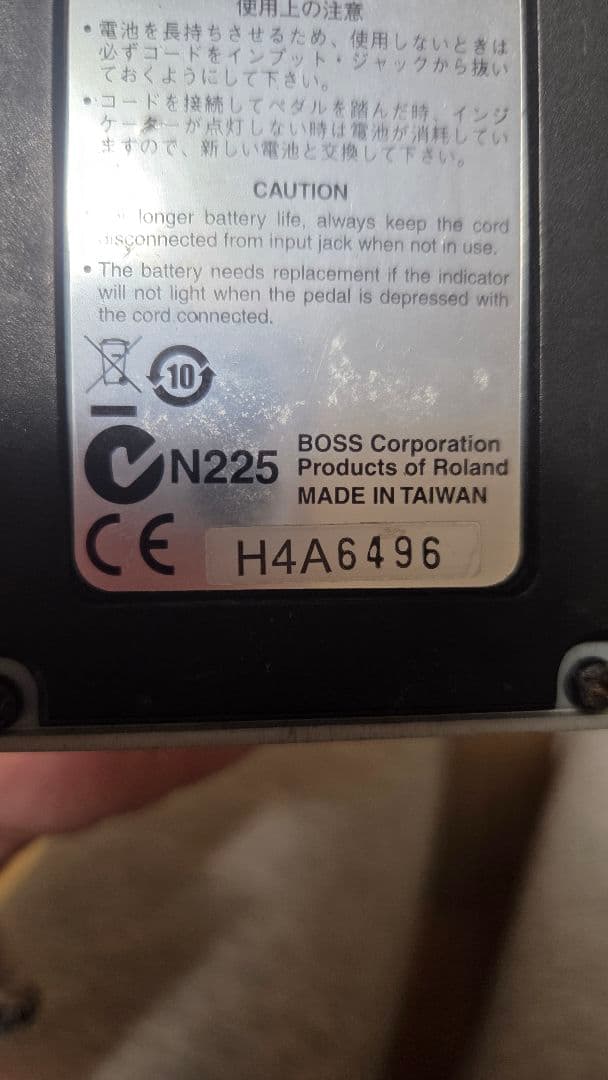 使用上の注意
• 電池を長持ちさせるため、使用しないときは
必ずコードをインプット・ジャックから抜い
ておくようにして下さい。
• コードを接続してペダルを踏んだ時、インジ
ケーターが点灯しない時は電池が消耗してい
ますので、新しい電池と交換して下さい。
CAUTION
longer battery life, always keep the cord
disconnected from input jack when not in use.
• The battery needs replacement if the indicator
will not light when the pedal is depressed with
the cord connected.
10
N225
BOSS Corporation
Products of Roland
MADE IN TAIWAN
CE
H4A6496